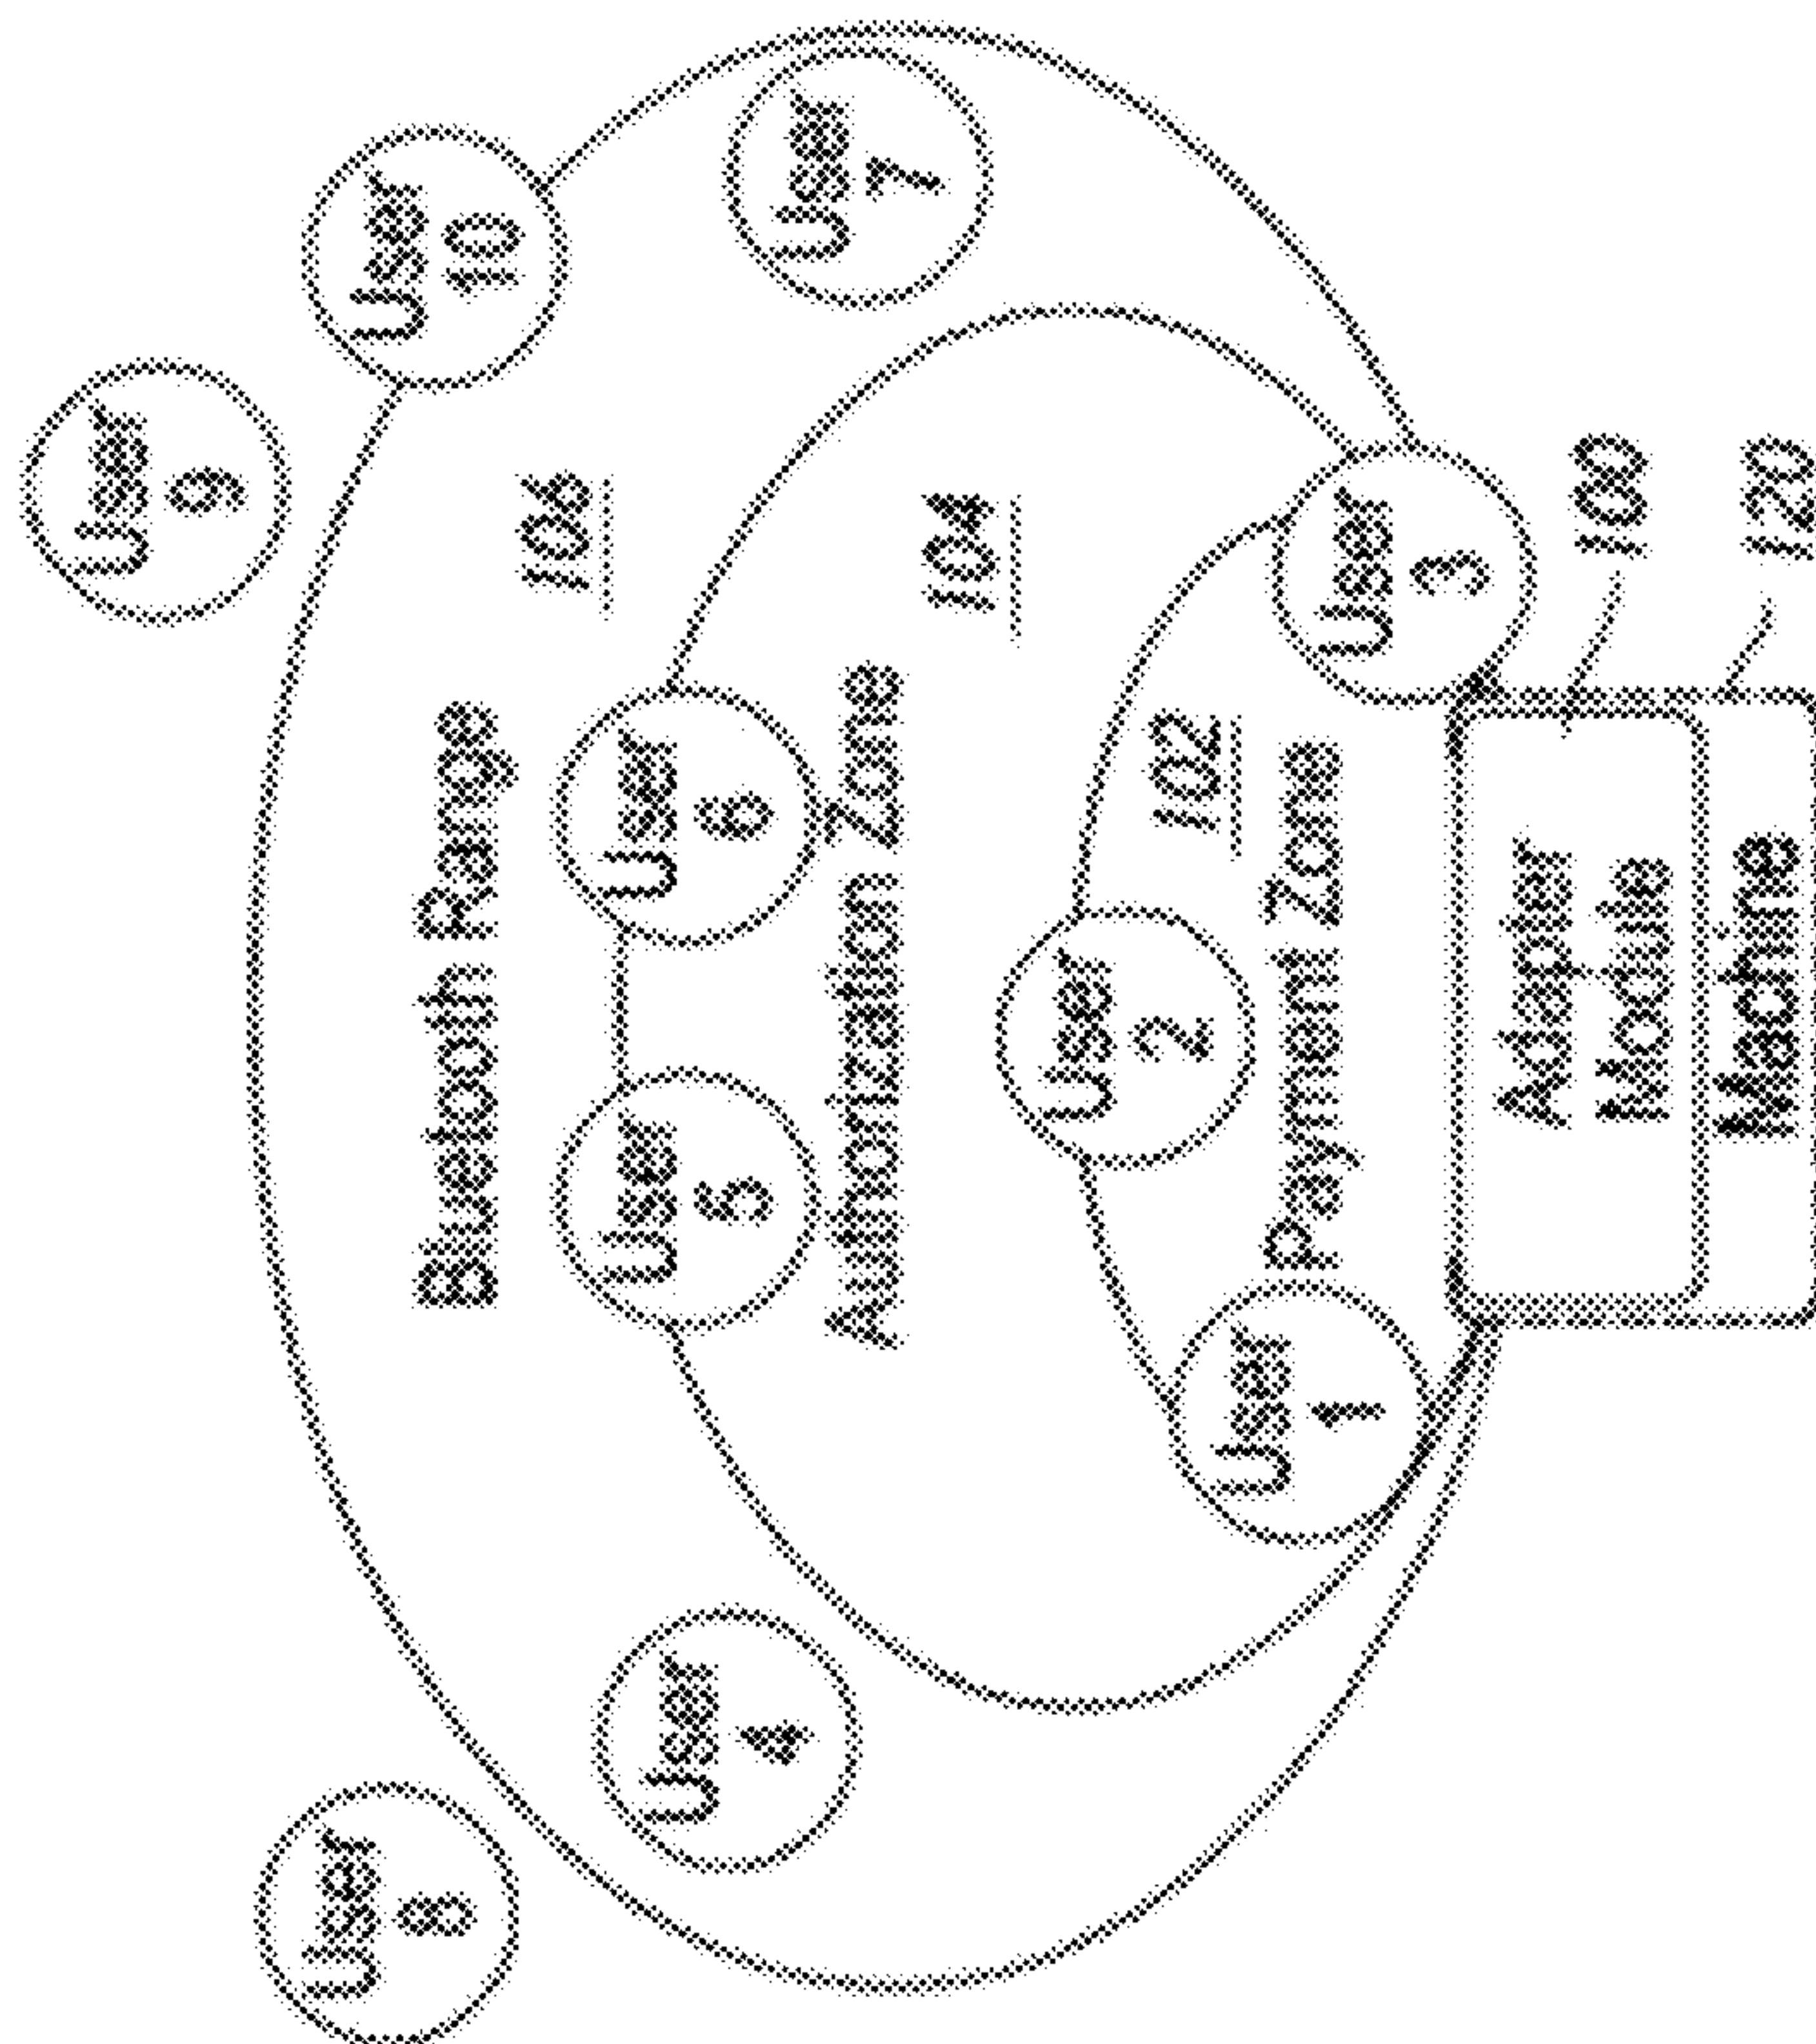 User
8
User
9
User
10
Bluetooth Range
106
User
4
User
5
User
6
User
7
Authorization Zone
104
User
2
102
User
1
Payment Zone
User
3
Adapter
Module
100
Machine
120